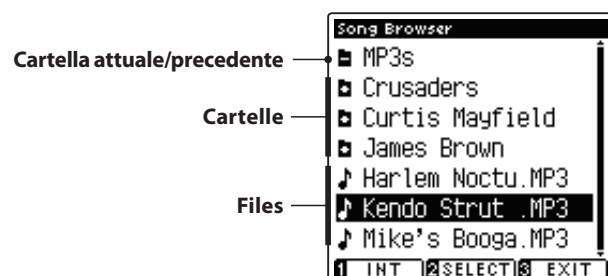 Song Browser
Cartella attuale/precedente
MP3s
Crusaders
Cartelle
Curtis Mayfield
James Brown
Harlem Noctu.MP3
Files
Kendo Strut .MP3
Mike's Booga.MP3
1 INT 2 SELECT 3 EXIT